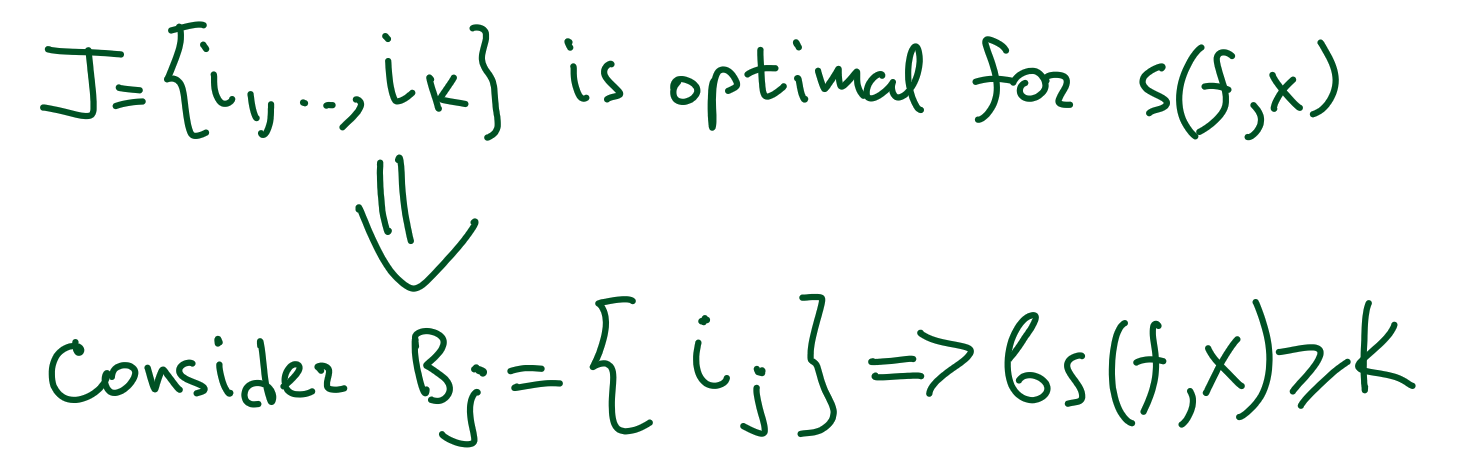 J={i₁,..,iₖ} is optimal for s(f,x)
⇓
Consider Bⱼ={iⱼ} => bs(f,x)⩾k